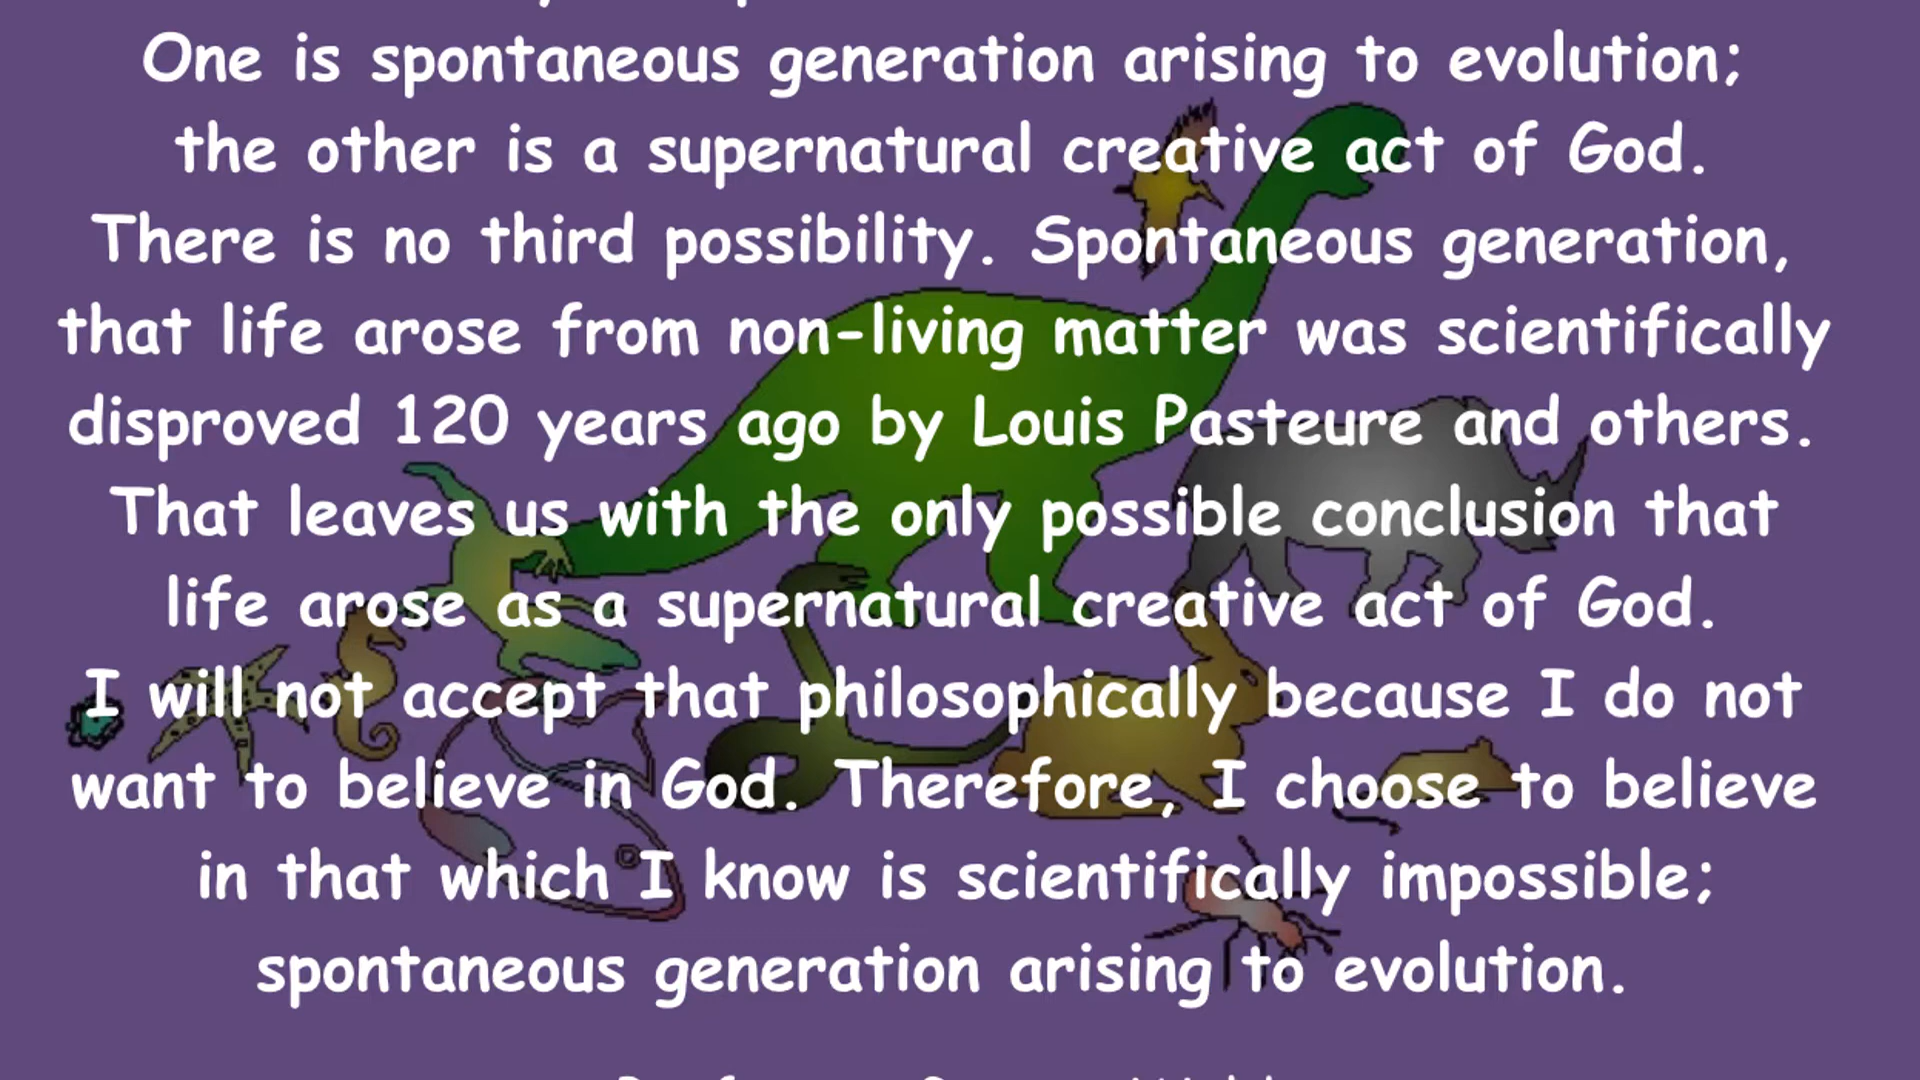 One is spontaneous generation arising to evolution;
the other is a supernatural creative act of God.
There is no third possibility. Spontaneous generation,
that life arose from non-living matter was scientifically
disproved 120 years ago by Louis Pasteure and others.
That leaves us with the only possible conclusion that
life arose as a supernatural creative act of God.
I will not accept that philosophically because I do not
want to believe in God. Therefore, I choose to believe
in that which I know is scientifically impossible;
spontaneous generation arising to evolution.